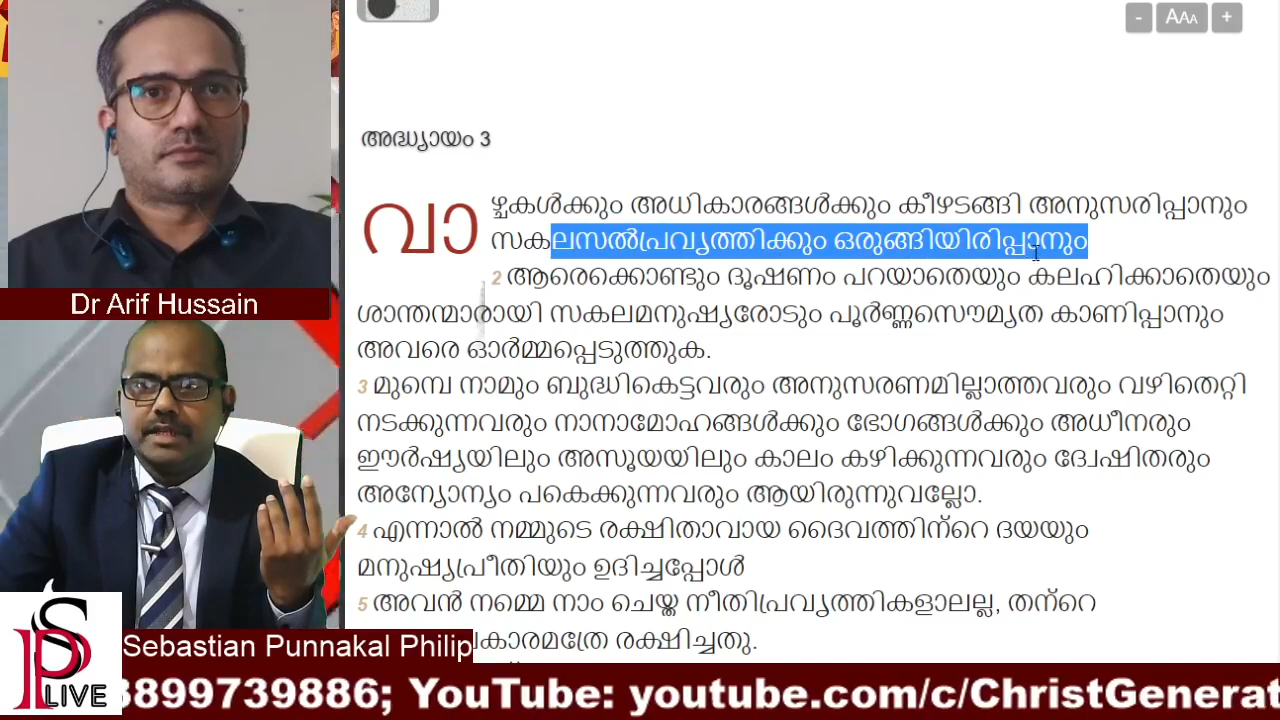 - AAA +
അദ്ധ്യായം 3
വാഴ്ചകൾക്കും അധികാരങ്ങൾക്കും കീഴടങ്ങി അനുസരിപ്പാനും
സകലസൽപ്രവൃത്തിക്കും ഒരുങ്ങിയിരിപ്പാനും
2 ആരെക്കൊണ്ടും ദൂഷണം പറയാതെയും കലഹിക്കാതെയും
ശാന്തന്മാരായി സകലമനുഷ്യരോടും പൂർണ്ണസൌമ്യത കാണിപ്പാനും
അവരെ ഓർമ്മപ്പെടുത്തുക.
3 മുമ്പെ നാമും ബുദ്ധികെട്ടവരും അനുസരണമില്ലാത്തവരും വഴിതെറ്റി
നടക്കുന്നവരും നാനാമോഹങ്ങൾക്കും ഭോഗങ്ങൾക്കും അധീനരും
ഈർഷ്യയിലും അസൂയയിലും കാലം കഴിക്കുന്നവരും ദ്വേഷിതരും
അന്യോന്യം പകെക്കുന്നവരും ആയിരുന്നുവല്ലോ.
4 എന്നാൽ നമ്മുടെ രക്ഷിതാവായ ദൈവത്തിന്റെ ദയയും
മനുഷ്യപ്രീതിയും ഉദിച്ചപ്പോൾ
5 അവൻ നമ്മെ നാം ചെയ്ത നീതിപ്രവൃത്തികളാലല്ല, തന്റെ
രക്ഷിച്ചതു.
Dr Arif Hussain
Sebastian Punnakal Philip
SP LIVE
8899739886; YouTube: youtube.com/c/ChristGenerat